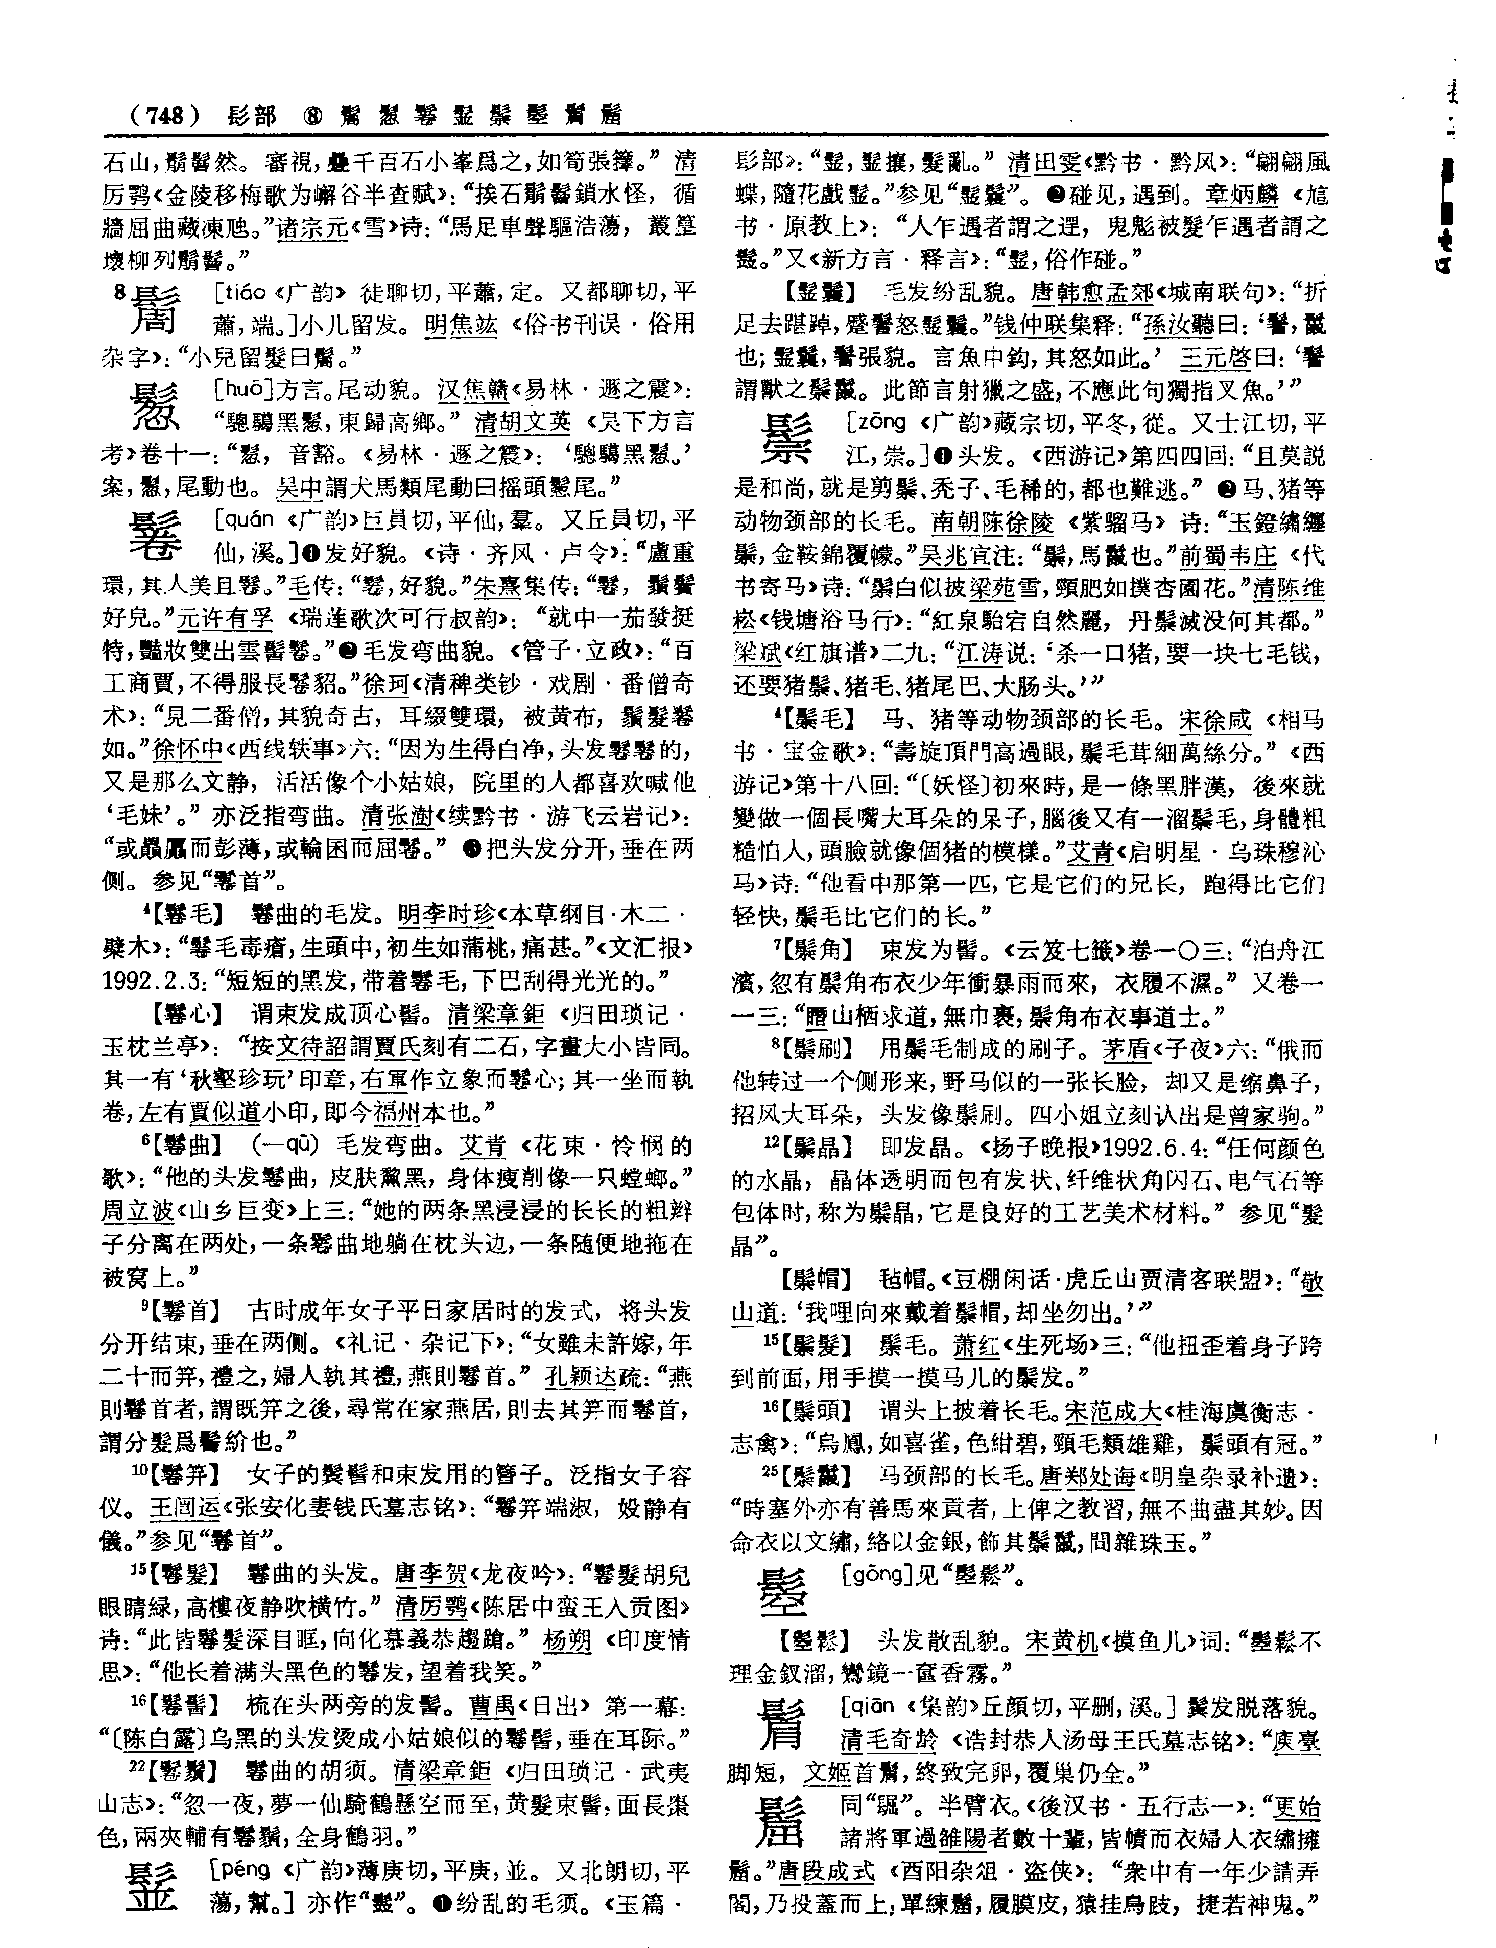 (748) 髟部 ⑧ 鬋 鬔 鬈 䰃 鬃 䯳
石山,鬅髻然。審視,疊千百石小峯爲之,如筍張籜。”清
厉鹗《金陵移梅歌为嶰谷半查赋》:“挨石鬅髻鎖水怪,循
牆屈曲藏凍虺。”诸宗元《雪》诗:“馬足車聲驅浩蕩,叢篁
壞柳列鬅髻。”
8 鬜 [tiáo《广韵》徒聊切,平蕭,定。又都聊切,平
蕭,端。]小儿留发。明焦竑《俗书刊误·俗用
杂字》:“小兒留髮曰
[huō]方言。尾动貌。汉焦赣《易林·遯之震》:
東歸高鄉。”清胡文英《吴下方言
考》卷十一: 音豁。《易林·遯之震》:
案, 尾動也。吴中謂犬馬類尾動曰摇頭 尾。”
鬈 [quán《广韵》巨員切,平仙,羣。又丘員切,平
仙,溪。]❶发好貌。《诗·齐风·卢令》:“盧重
環,其人美且鬈。”毛传:“鬈,好貌。”朱熹集传:“鬈,鬚鬢
好皃。”元许有孚《瑞莲歌次可行叔韵》:“就中一茄發挺
特,豔妝雙出雲髻鬈。”❷毛发弯曲貌。《管子·立政》:“百
工商賈,不得服長鬈貂。”徐珂《清稗类钞·戏剧·番僧奇
术》:“見二番僧,其貌奇古,耳綴雙環,被黄布,鬚髮鬈
如。”徐怀中《西线轶事》六:“因为生得白净,头发鬈鬈的,
又是那么文静,活活像个小姑娘,院里的人都喜欢喊他
‘毛妹’。”亦泛指弯曲。清张澍《续黔书·游飞云岩记》:
“或贔屭而彭薄,或輪囷而屈鬈。”❸把头发分开,垂在两
侧。参见“鬈首”。
4【鬈毛】 鬈曲的毛发。明李时珍《本草纲目·木二·
檗木》:“鬈毛毒瘡,生頭中,初生如蒲桃,痛甚。”《文汇报》
1992.2.3:“短短的黑发,带着鬈毛,下巴刮得光光的。”
【鬈心】 谓束发成顶心髻。清梁章鉅《归田琐记·
玉枕兰亭》:“按文待詔謂賈氏刻有二石,字畫大小皆同。
其一有‘秋壑珍玩’印章,右軍作立象而鬈心;其一坐而執
卷,左有賈似道小印,即今福州本也。”
6【鬈曲】 (—qū)毛发弯曲。艾青《花束·怜悯的
歌》:“他的头发鬈曲,皮肤黧黑,身体瘦削像一只螳螂。”
周立波《山乡巨变》上三:“她的两条黑浸浸的长长的粗辫
子分离在两处,一条鬈曲地躺在枕头边,一条随便地拖在
被窝上。”
9【鬈首】 古时成年女子平日家居时的发式,将头发
分开结束,垂在两侧。《礼记·杂记下》:“女雖未許嫁,年
二十而笄,禮之,婦人執其禮,燕則鬈首。”孔颖达疏:“燕
則鬈首者,謂既笄之後,尋常在家燕居,則去其笄而鬈首,
謂分髮爲鬌紒也。”
10【鬈笄】 女子的鬓髻和束发用的簪子。泛指女子容
仪。王闿运《张安化妻钱氏墓志铭》:“鬈笄端淑,姣静有
儀。”参见“鬈首”。
15【鬈髮】 鬈曲的头发。唐李贺《龙夜吟》:“鬈髮胡兒
眼睛緑,高樓夜静吹横竹。”清厉鹗《陈居中蛮王入贡图》
诗:“此皆鬈髮深目眶,向化慕義恭趨蹌。”杨朔《印度情
思》:“他长着满头黑色的鬈发,望着我笑。”
16【鬈髻】 梳在头两旁的发髻。曹禺《日出》第一幕:
“〔陈白露〕乌黑的头发烫成小姑娘似的鬈髻,垂在耳际。”
22【鬈鬚】 鬈曲的胡须。清梁章鉅《归田琐记·武夷
山志》:“忽一夜,夢一仙騎鶴懸空而至,黄髮束髻,面長棗
色,兩夾輔有鬈鬚,全身鶴羽。”
䰃 [péng《广韵》薄庚切,平庚,並。又北朗切,平
蕩,幫。]亦作“鬔”。❶纷乱的毛须。《玉篇·
髟部》:“䰃,䰃鬤,髮亂。”清田雯《黔书·黔风》:“翩翩風
蝶,隨花戲䰃。”参见“䰃鬤”。❷碰见,遇到。章炳麟《訄
书·原教上》:“人乍遇者謂之逞,鬼鬽被髮乍遇者謂之
䰃。”又《新方言·释言》:“䰃,俗作碰。”
【䰃鬤】 毛发纷乱貌。唐韩愈孟郊《城南联句》:“折
足去踸踔,蹙鬐怒䰃鬤。”钱仲联集释:“孫汝聽曰:‘鬐,鬣
也;䰃鬤,鬐張貌。言魚中鈎,其怒如此。’王元啓曰:‘鬐
謂獸之鬃鬣。此節言射獵之盛,不應此句獨指叉魚。’”
鬃 [zōng《广韵》藏宗切,平冬,從。又士江切,平
江,崇。]❶头发。《西游记》第四四回:“且莫説
是和尚,就是剪鬃、秃子、毛稀的,都也難逃。”❷马、猪等
动物颈部的长毛。南朝陈徐陵《紫骝马》诗:“玉鐙繡纏
鬃,金鞍錦覆幪。”吴兆宜注:“鬃,馬鬣也。”前蜀韦庄《代
书寄马》诗:“鬃白似披梁苑雪,頸肥如撲杏園花。”清陈维
崧《钱塘浴马行》:“紅泉駘宕自然麗,丹鬃滅没何其都。”
梁斌《红旗谱》二九:“江涛说:‘杀一口猪,要一块七毛钱,
还要猪鬃、猪毛、猪尾巴、大肠头。’”
4【鬃毛】 马、猪等动物颈部的长毛。宋徐咸《相马
书·宝金歌》:“壽旋頂門高過眼,鬃毛茸細萬絲分。”《西
游记》第十八回:“〔妖怪〕初來時,是一條黑胖漢,後來就
變做一個長嘴大耳朵的呆子,腦後又有一溜鬃毛,身體粗
糙怕人,頭臉就像個猪的模樣。”艾青《启明星·乌珠穆沁
马》诗:“他看中那第一匹,它是它们的兄长,跑得比它们
轻快,鬃毛比它们的长。”
7【鬃角】 束发为髻。《云笈七籤》卷一〇三:“泊舟江
濱,忽有鬃角布衣少年衝暴雨而來,衣履不濕。”又卷一
一三:“瞪山栖求道,無巾裹,鬃角布衣事道士。”
8【鬃刷】 用鬃毛制成的刷子。茅盾《子夜》六:“俄而
他转过一个侧形来,野马似的一张长脸,却又是缩鼻子,
招风大耳朵,头发像鬃刷。四小姐立刻认出是曾家驹。”
12【鬃晶】 即发晶。《扬子晚报》1992.6.4:“任何颜色
的水晶,晶体透明而包有发状、纤维状角闪石、电气石等
包体时,称为鬃晶,它是良好的工艺美术材料。”参见“髮
晶”。
【鬃帽】 毡帽。《豆棚闲话·虎丘山贾清客联盟》:“敬
山道:‘我哩向來戴着鬃帽,却坐勿出。’”
15【鬃髮】 鬃毛。萧红《生死场》三:“他扭歪着身子跨
到前面,用手摸一摸马儿的鬃发。”
16【鬃頭】 谓头上披着长毛。宋范成大《桂海虞衡志·
志禽》:“烏鳳,如喜雀,色紺碧,頸毛類雄雞,鬃頭有冠。”
25【鬃鬣】 马颈部的长毛。唐郑处诲《明皇杂录补遗》:
“時塞外亦有善馬來貢者,上俾之教習,無不曲盡其妙。因
命衣以文繡,絡以金銀,飾其鬃鬣,間雜珠玉。”
[gōng]见
头发散乱貌。宋黄机《摸鱼儿》词: 鬆不
理金釵溜,鸞鏡一奩香霧。”
[qiān《集韵》丘顔切,平删,溪。]鬓发脱落貌。
清毛奇龄《诰封恭人汤母王氏墓志铭》:“庾臺
脚短,文姬首 終致完卵,覆巢仍全。”
同 半臂衣。《後汉书·五行志一》:“更始
諸將軍過雒陽者數十輩,皆幘而衣婦人衣繡擁
唐段成式《酉阳杂俎·盗侠》:“衆中有一年少請弄
閣,乃投蓋而上,單練 履膜皮,猿挂鳥跂,捷若神鬼。”